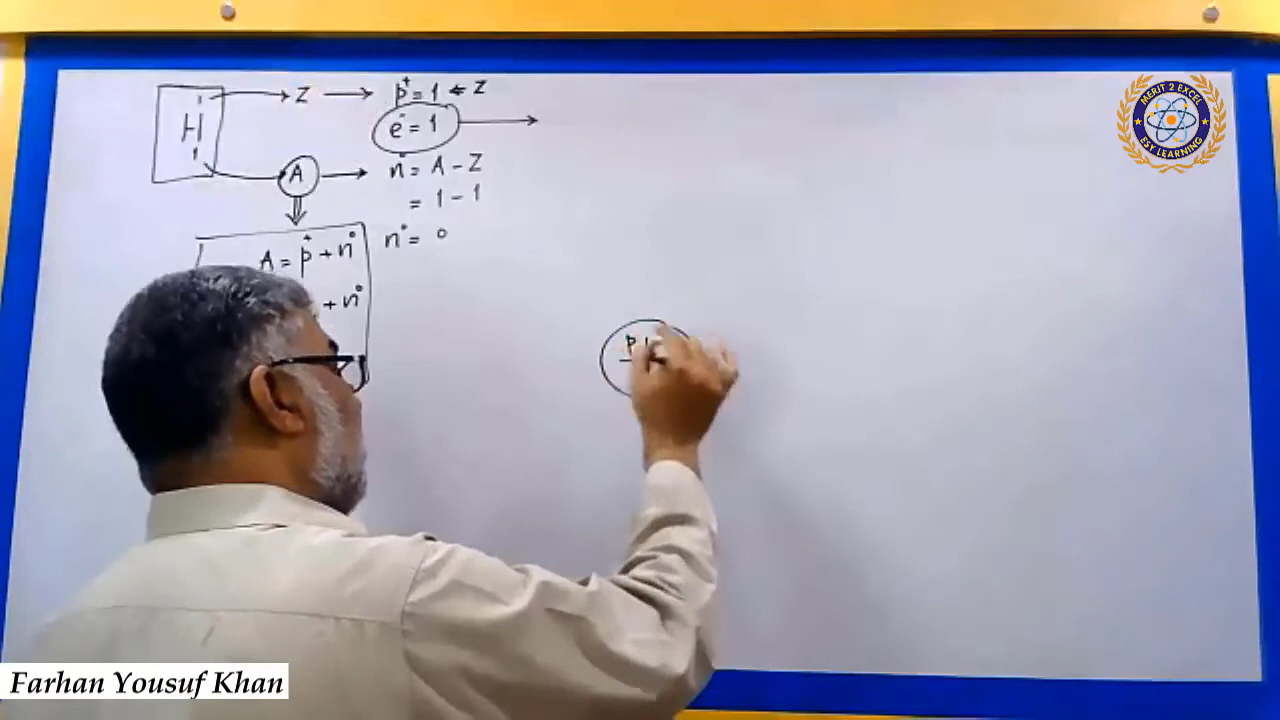 1 → Z → p⁺ = 1 ← Z
H
e⁻ = 1 →
1 → A → n° = A - Z
= 1 - 1
n° = 0
A = p⁺ + n°
+ n°
p
MERIT 2 EXCEL
ESY LEARNING
Farhan Yousuf Khan